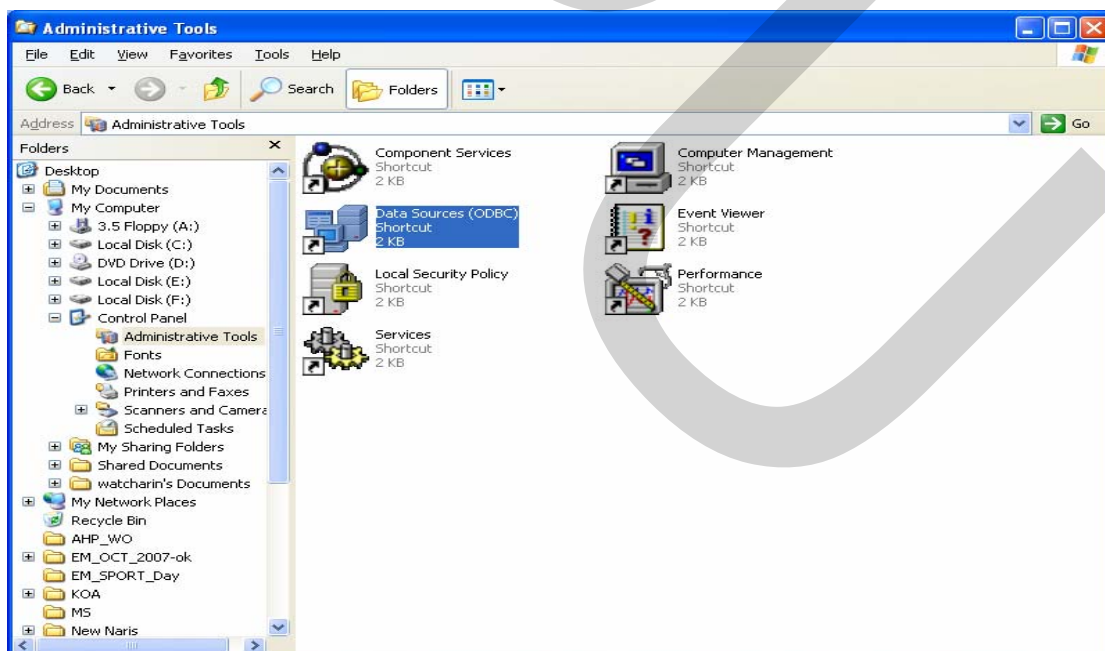 Administrative Tools
File Edit View Favorites Tools Help
Back Search Folders
Address Administrative Tools Go
Folders
Desktop
My Documents
My Computer
3.5 Floppy (A:)
Local Disk (C:)
DVD Drive (D:)
Local Disk (E:)
Local Disk (F:)
Control Panel
Administrative Tools
Fonts
Network Connections
Printers and Faxes
Scanners and Camera
Scheduled Tasks
My Sharing Folders
Shared Documents
watcharin's Documents
My Network Places
Recycle Bin
AHP_WO
EM_OCT_2007-ok
EM_SPORT_Day
KOA
MS
New Naris
Component Services
Shortcut
2 KB
Computer Management
Shortcut
2 KB
Data Sources (ODBC)
Shortcut
2 KB
Event Viewer
Shortcut
2 KB
Local Security Policy
Shortcut
2 KB
Performance
Shortcut
2 KB
Services
Shortcut
2 KB